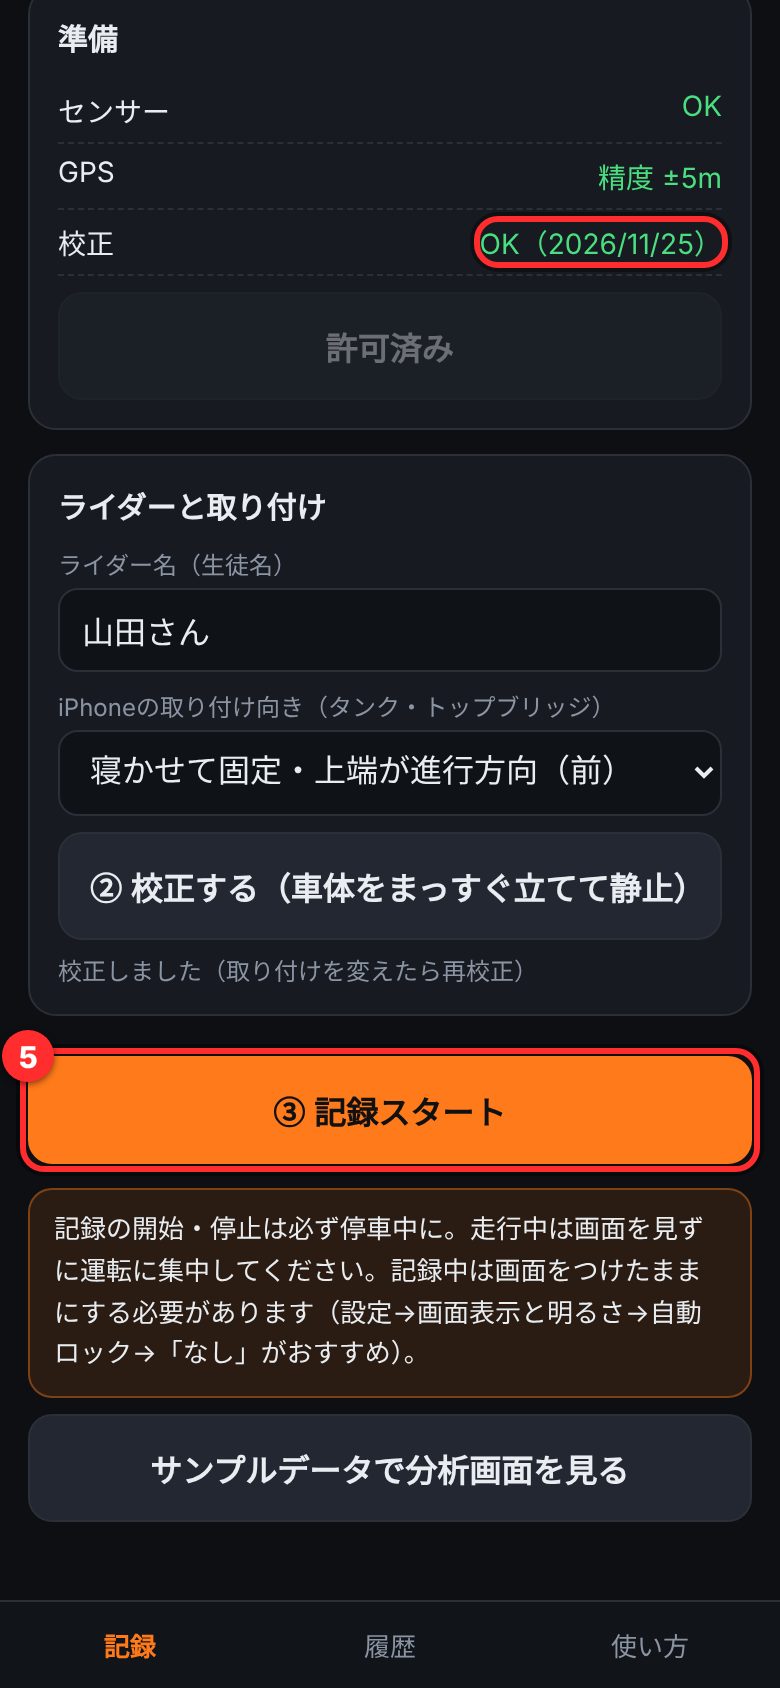 準備
センサー
OK
GPS
精度 ±5m
校正
OK（2026/11/25）
許可済み
ライダーと取り付け
ライダー名（生徒名）
山田さん
iPhoneの取り付け向き（タンク・トップブリッジ）
寝かせて固定・上端が進行方向（前）
② 校正する（車体をまっすぐ立てて静止）
校正しました（取り付けを変えたら再校正）
5
③ 記録スタート
記録の開始・停止は必ず停車中に。走行中は画面を見ず
に運転に集中してください。記録中は画面をつけたまま
にする必要があります（設定→画面表示と明るさ→自動
ロック→「なし」がおすすめ）。
サンプルデータで分析画面を見る
記録
履歴
使い方